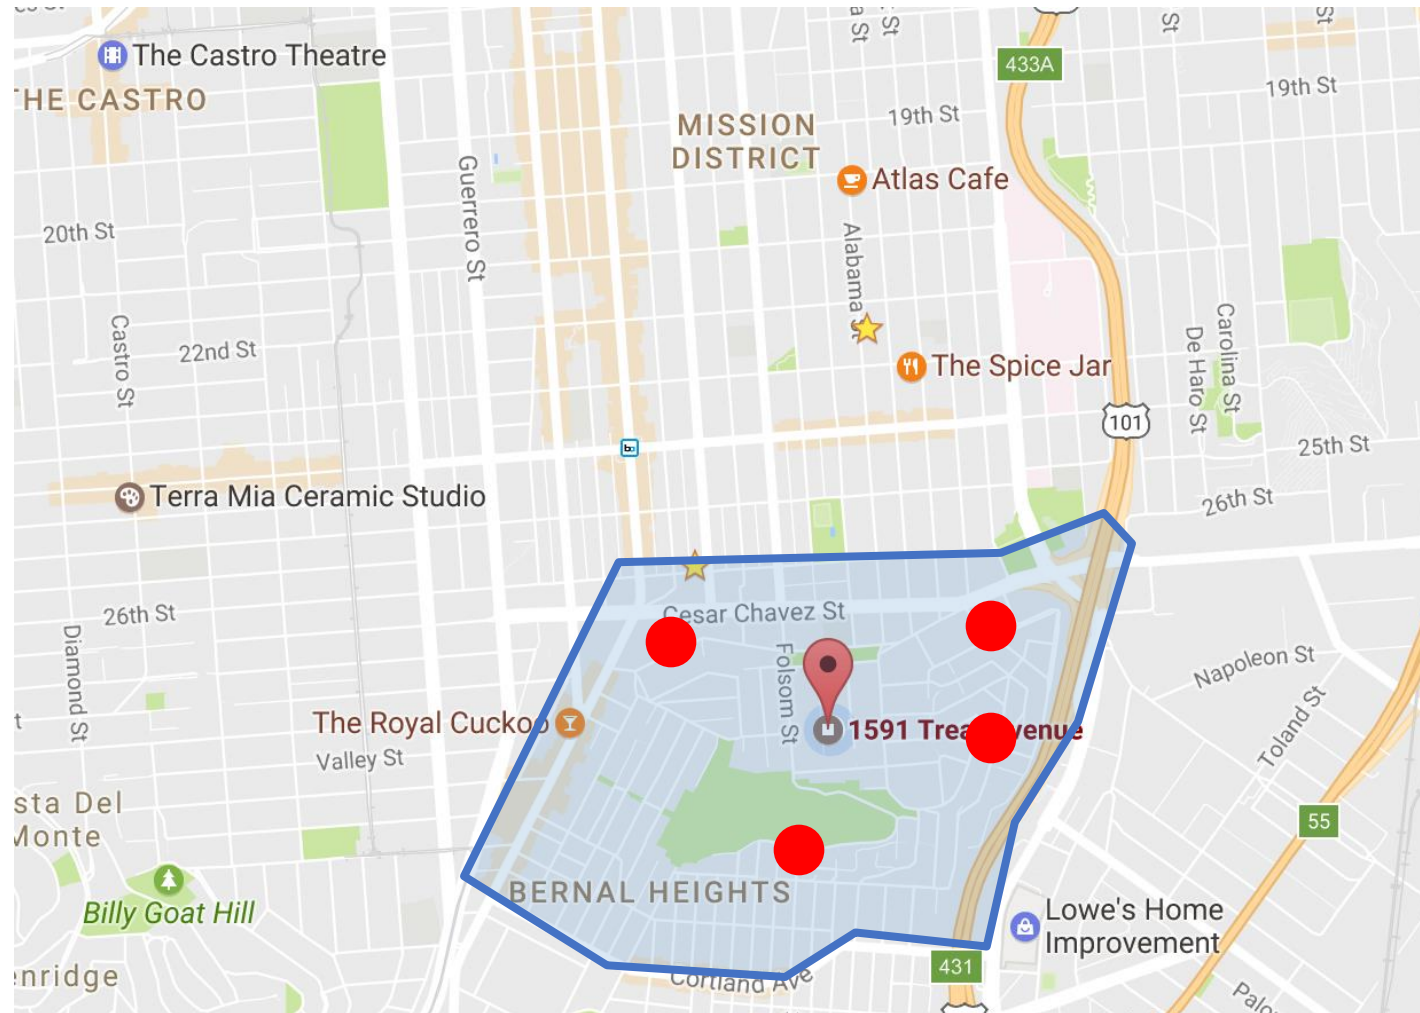 The Castro Theatre
THE CASTRO
433A
19th St
MISSION
DISTRICT
19th St
Guerrero St
Atlas Cafe
20th St
Alabama St
Castro St
22nd St
Carolina St
De Haro St
The Spice Jar
101
25th St
Terra Mia Ceramic Studio
26th St
26th St
Cesar Chavez St
Diamond St
Folsom St
Napoleon St
The Royal Cuckoo
1591 Trea venue
Toland St
Valley St
sta Del
Monte
55
BERNAL HEIGHTS
Billy Goat Hill
Lowe's Home
Improvement
enridge
431
Cortland Ave
Palo